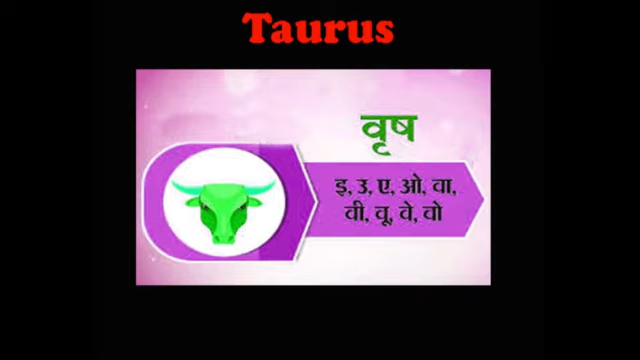 Taurus
वृष
इ, उ, ए, ओ, वा,
वी, वू, वे, वो